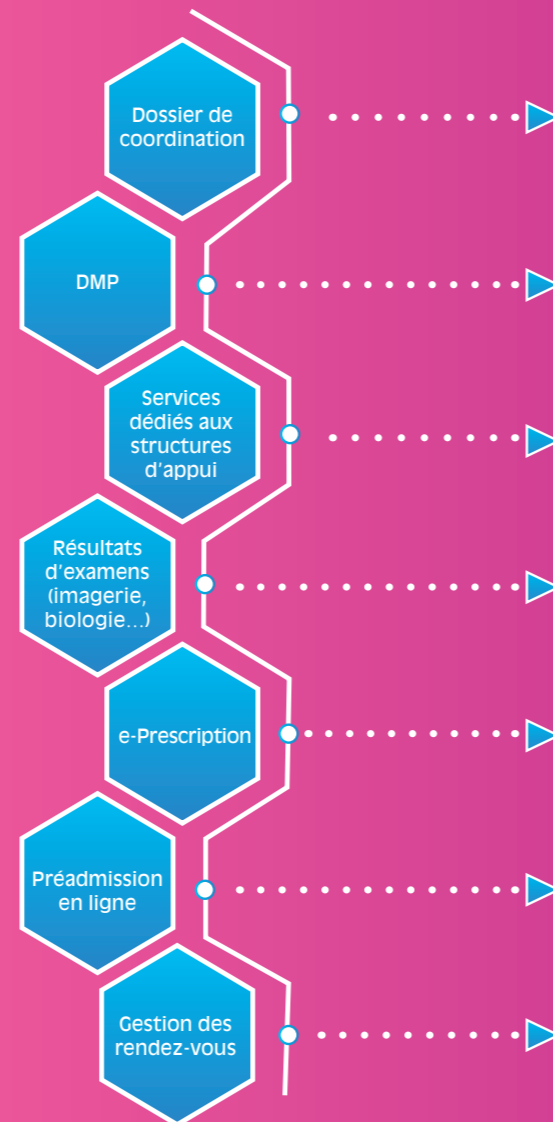 Dossier de
coordination
DMP
Services
dédiés aux
structures
d'appui
Résultats
d'examens
(imagerie,
biologie...)
e-Prescription
Préadmission
en ligne
Gestion des
rendez-vous